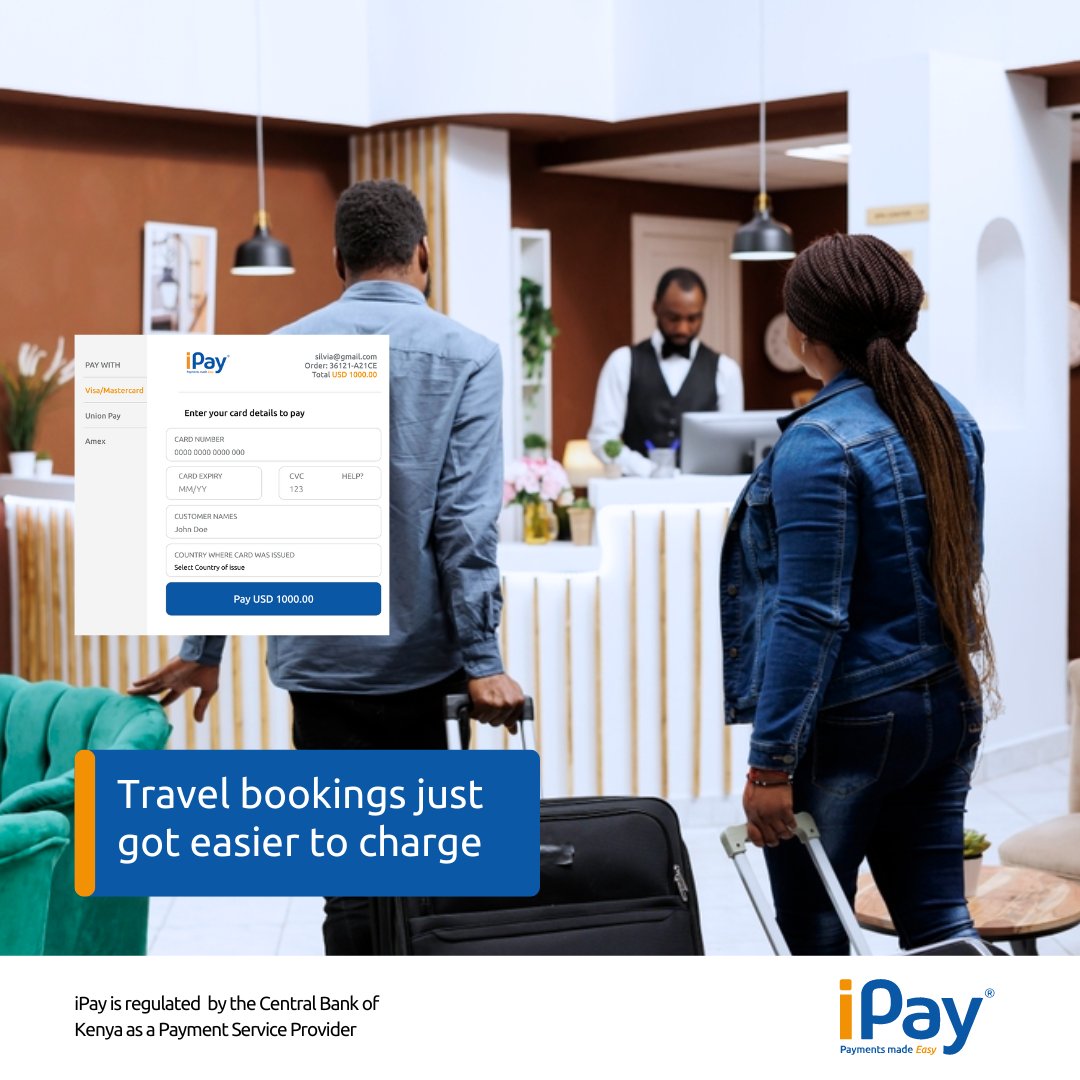 PAY WITH
Visa/Mastercard
Union Pay
Amex
iPay®
Payments made Easy
silvia@gmail.com
Order: 36121-A21CE
Total USD 1000.00
Enter your card details to pay
CARD NUMBER
0000 0000 0000 000
CARD EXPIRY
MM/YY
CVC HELP?
123
CUSTOMER NAMES
John Doe
COUNTRY WHERE CARD WAS ISSUED
Select Country of issue
Pay USD 1000.00
Travel bookings just
got easier to charge
iPay is regulated by the Central Bank of
Kenya as a Payment Service Provider
iPay®
Payments made Easy